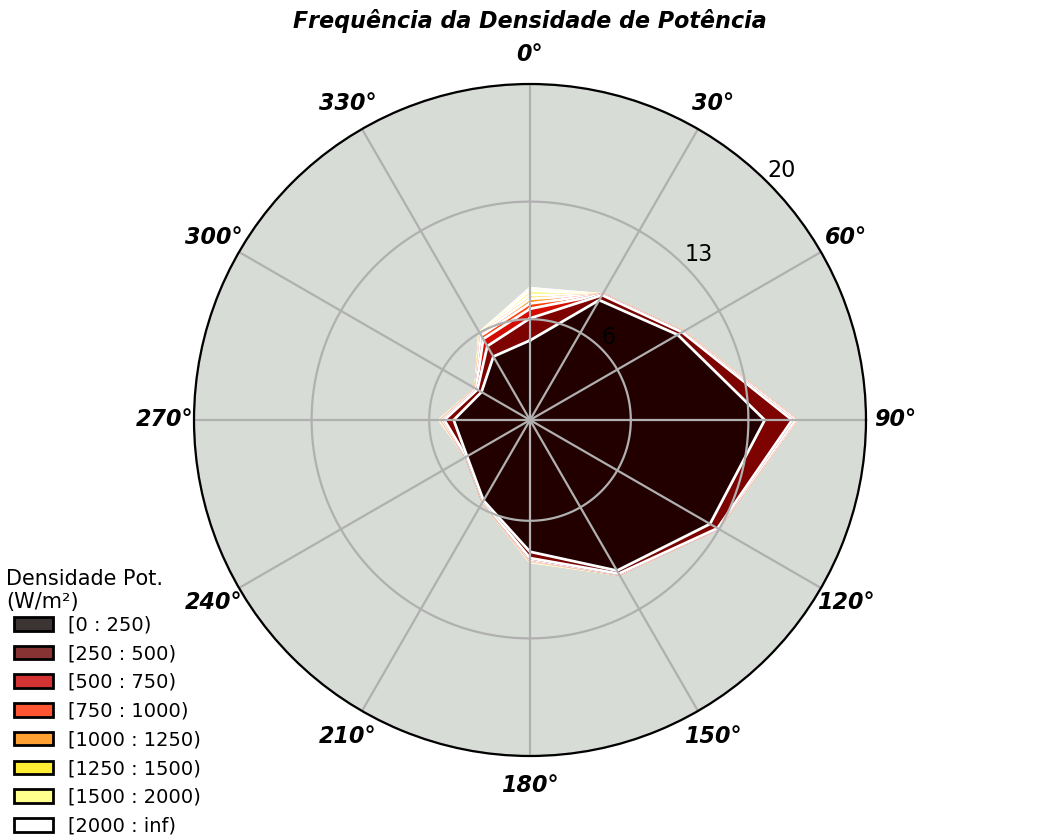 Frequência da Densidade de Potência
0°
330°
30°
20
300°
60°
13
6
270°
90°
240°
120°
210°
150°
180°
Densidade Pot.
(W/m²)
[0 : 250)
[250 : 500)
[500 : 750)
[750 : 1000)
[1000 : 1250)
[1250 : 1500)
[1500 : 2000)
[2000 : inf)